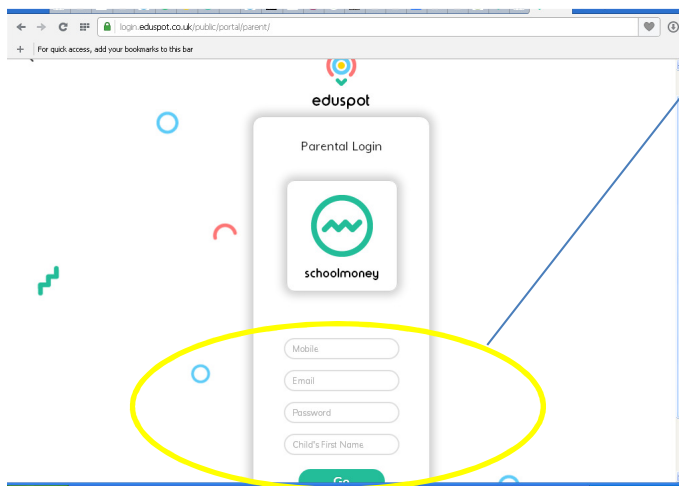 login.eduspot.co.uk/public/portal/parent/
For quick access, add your bookmarks to this bar
eduspot
Parental Login
schoolmoney
Mobile
Email
Password
Child's First Name
Go